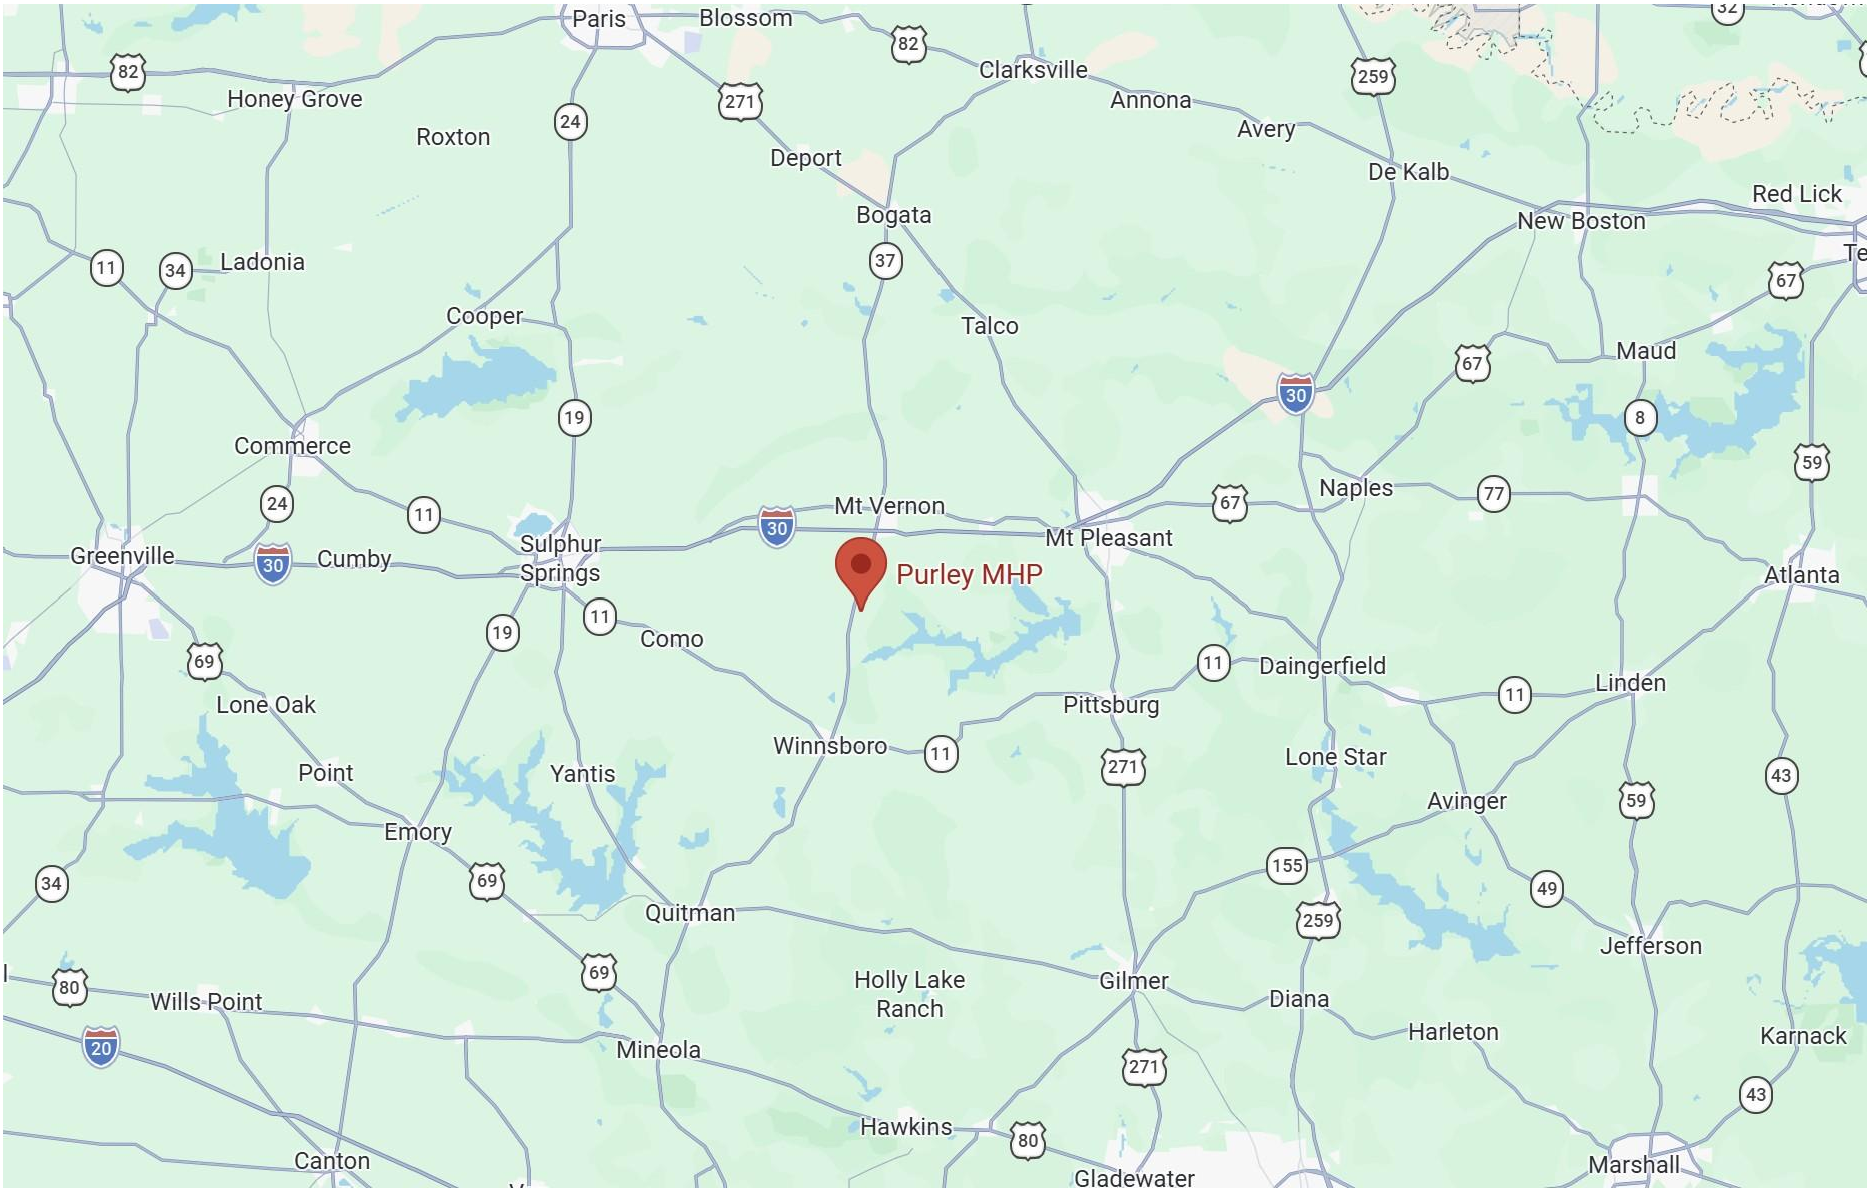 Paris
Blossom
32
82
82
Clarksville
259
271
Honey Grove
Annona
24
Avery
Roxton
Deport
De Kalb
Red Lick
Bogata
New Boston
Te
11
34
Ladonia
37
67
Cooper
Talco
Maud
67
30
19
8
Commerce
59
24
11
Mt Vernon
67
Naples
77
30
Greenville
30
Cumby
Sulphur
Springs
Mt Pleasant
Purley MHP
Atlanta
19
11
Como
69
11
Daingerfield
11
Linden
Lone Oak
Pittsburg
Winnsboro
11
271
Lone Star
Point
Yantis
43
Avinger
59
Emory
34
69
155
49
Quitman
259
Jefferson
80
Wills Point
69
Holly Lake
Ranch
Gilmer
Diana
Harleton
Karnack
20
Mineola
271
43
Hawkins
80
Canton
Gladewater
Marshall